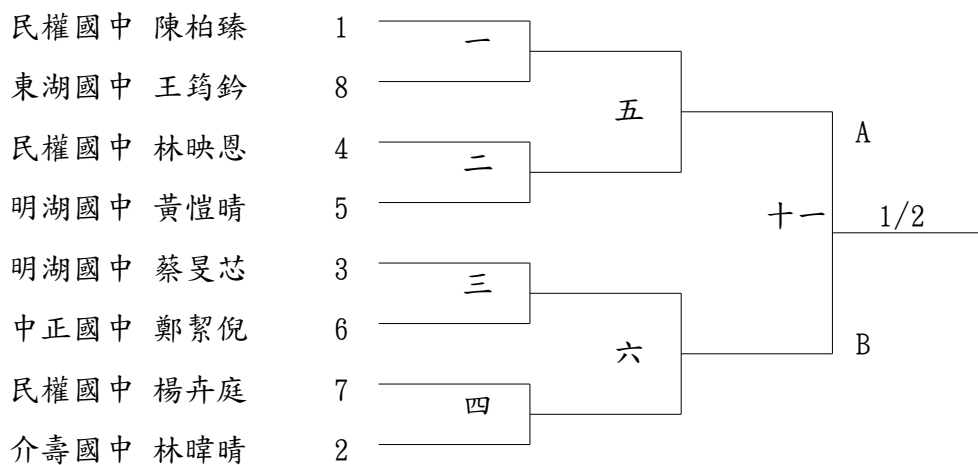 民權國中 陳柏臻 1
一
東湖國中 王筠鈐 8
五
A
民權國中 林映恩 4
二
明湖國中 黃愷晴 5
十一 1/2
明湖國中 蔡旻芯 3
三
中正國中 鄭絜倪 6
六
B
民權國中 楊卉庭 7
四
介壽國中 林暐晴 2